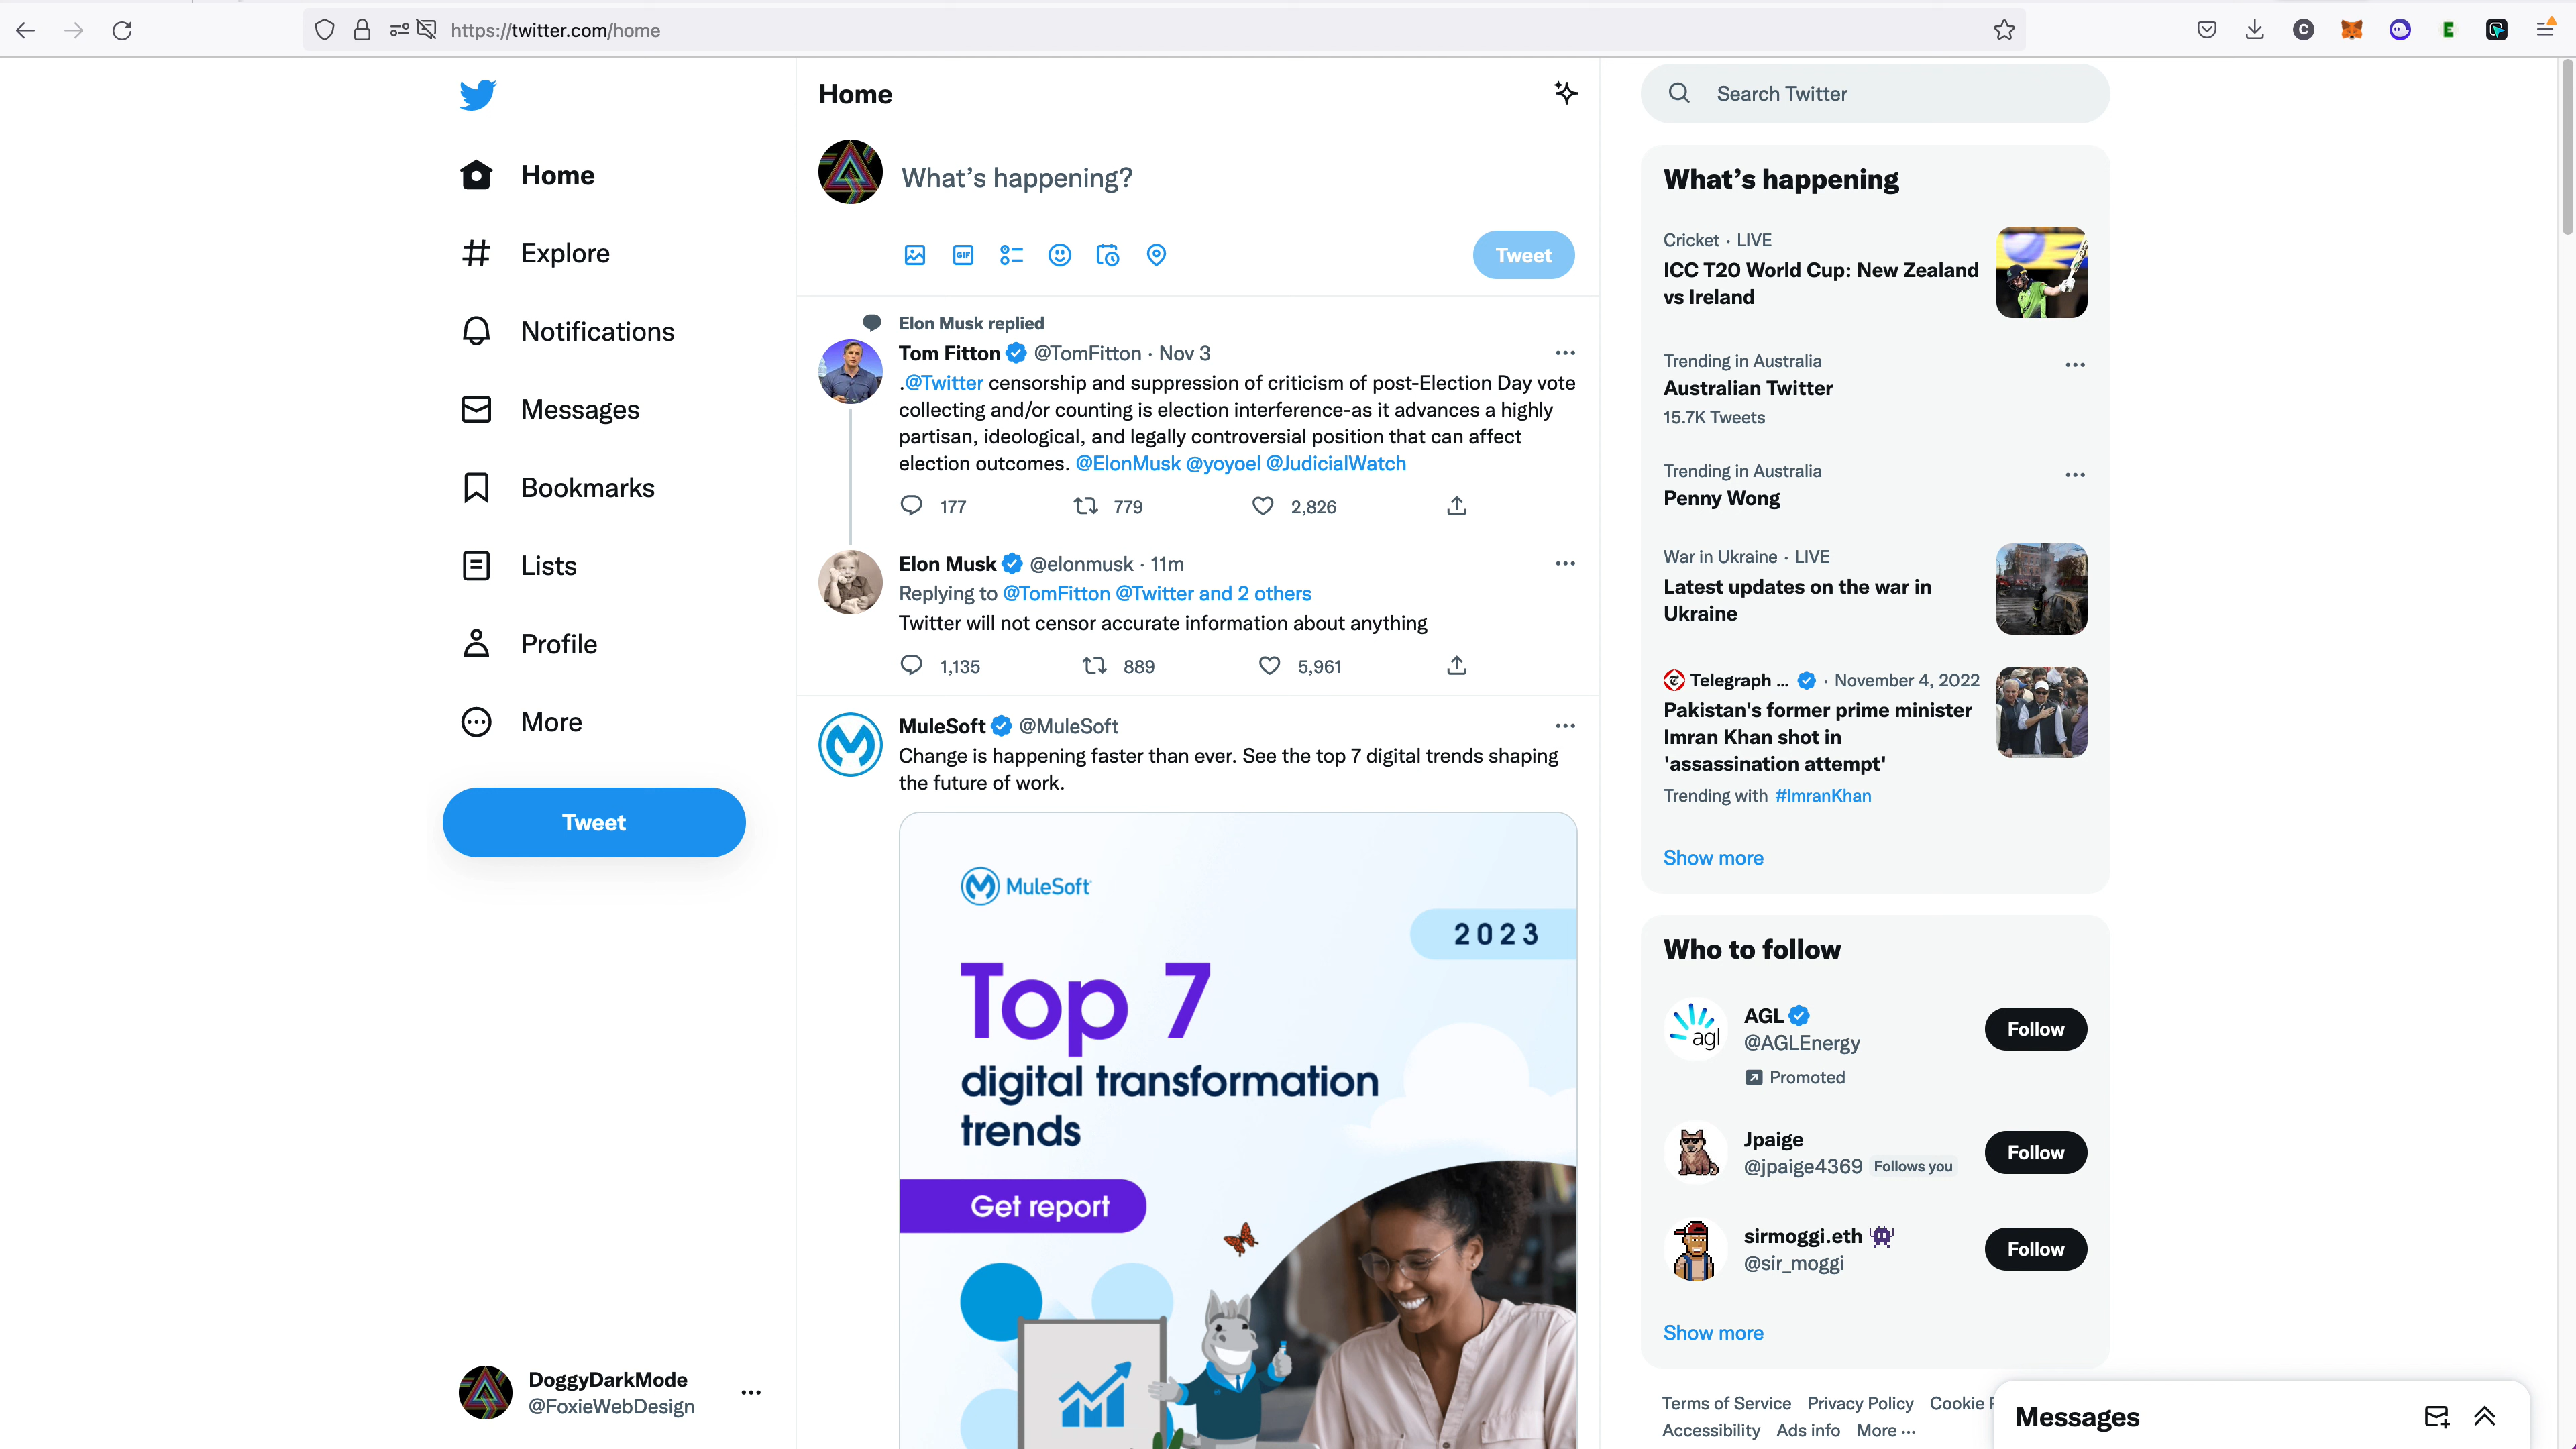 https://twitter.com/home
Home
Explore
Notifications
Messages
Bookmarks
Lists
Profile
More
Tweet
DoggyDarkMode
@FoxieWebDesign
Home
What’s happening?
GIF
Tweet
Elon Musk replied
Tom Fitton @TomFitton · Nov 3
.@Twitter censorship and suppression of criticism of post-Election Day vote
collecting and/or counting is election interference-as it advances a highly
partisan, ideological, and legally controversial position that can affect
election outcomes. @ElonMusk @yoyoel @JudicialWatch
177 779 2,826
Elon Musk @elonmusk · 11m
Replying to @TomFitton @Twitter and 2 others
Twitter will not censor accurate information about anything
1,135 889 5,961
MuleSoft @MuleSoft
Change is happening faster than ever. See the top 7 digital trends shaping
the future of work.
MuleSoft
2023
Top 7
digital transformation
trends
Get report
Search Twitter
What’s happening
Cricket · LIVE
ICC T20 World Cup: New Zealand
vs Ireland
Trending in Australia
Australian Twitter
15.7K Tweets
Trending in Australia
Penny Wong
War in Ukraine · LIVE
Latest updates on the war in
Ukraine
Telegraph ... · November 4, 2022
Pakistan's former prime minister
Imran Khan shot in
'assassination attempt'
Trending with #ImranKhan
Show more
Who to follow
agl
AGL
@AGLEnergy
Promoted
Follow
Jpaige
@jpaige4369 Follows you
Follow
sirmoggi.eth
@sir_moggi
Follow
Show more
Terms of Service Privacy Policy Cookie
Accessibility Ads info More ...
Messages